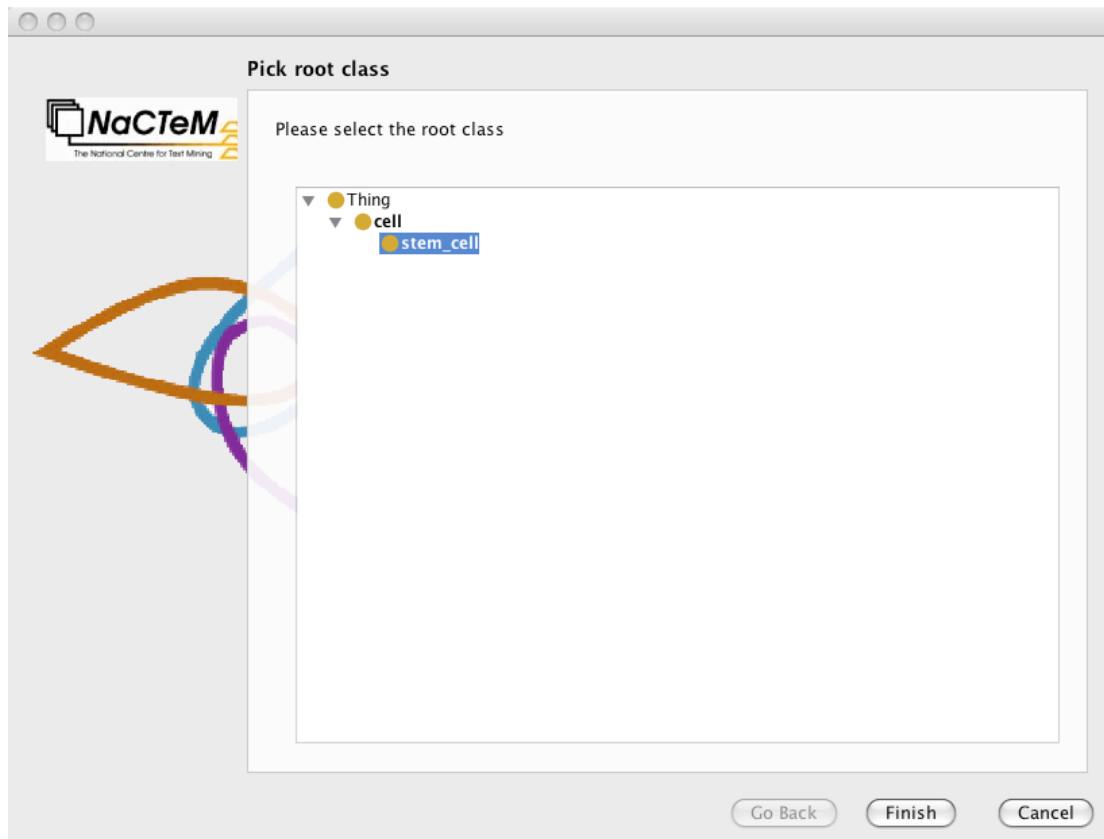 Pick root class
NaCTeM
The National Centre for Text Mining
Please select the root class
Thing
cell
stem_cell
Go Back
Finish
Cancel